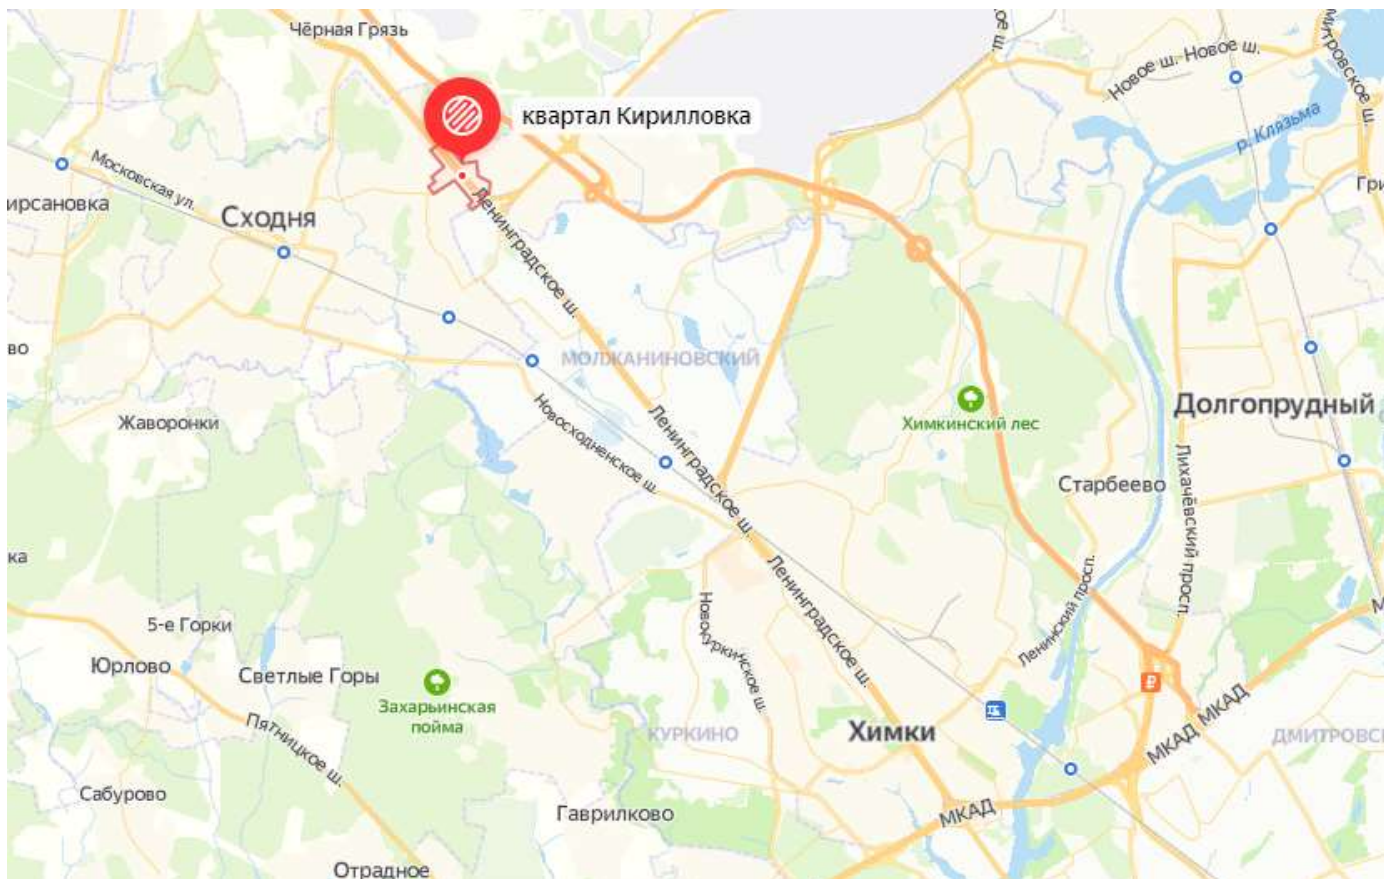 Чёрная Грязь
ое ш
Новое ш. Новое ш.
митровское ш.
квартал Кирилловка
р. Клязьма
Московская ул.
Гри
ирсановка
Сходня
Ленинградское ш.
во
МОЛЖАНИНОВСКИЙ
Жаворонки
Новосходненское ш.
Ленинградское ш.
Химкинский лес
Долгопрудный
Старбеево
Лихачёвский просп.
ка
Ленинградское ш.
Ленинский просп.
М
5-е Горки
Новокуркинское ш.
Юрлово
Светлые Горы
Захарьинская
пойма
Пятницкое ш.
КУРКИНО
Химки
МКАД
МКАД
ДМИТРОВС
Сабурово
Гаврилково
МКАД
Отрадное